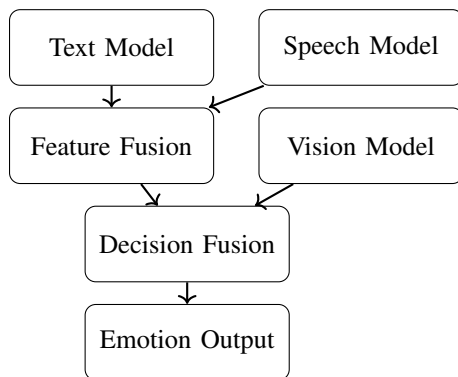 Text Model
Speech Model
Feature Fusion
Vision Model
Decision Fusion
Emotion Output